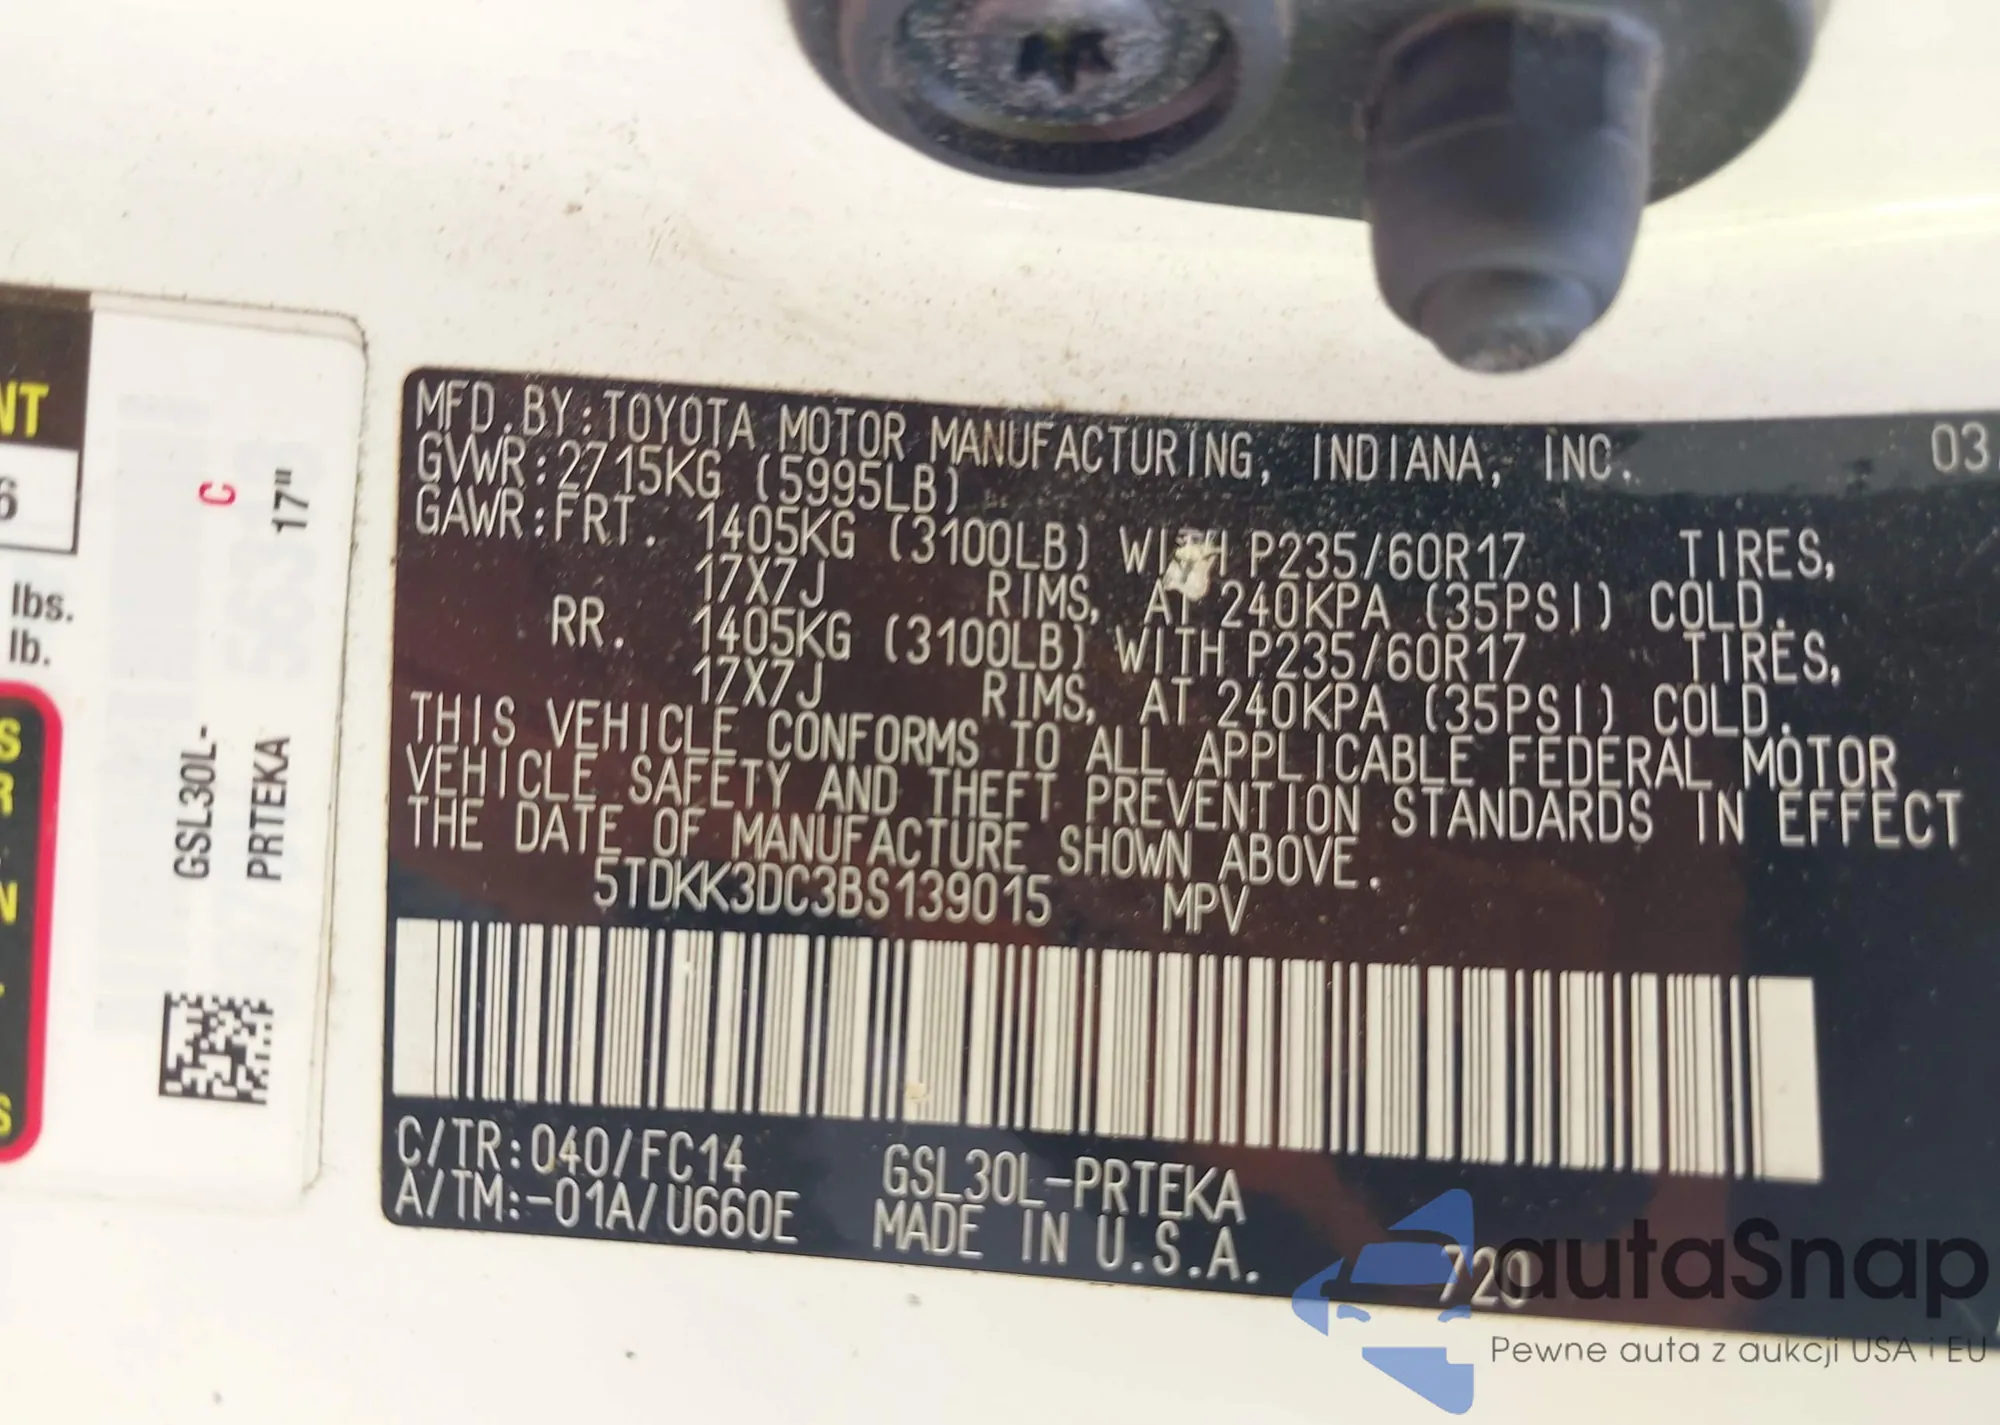 NT
6
lbs.
lb.
S
R
N
S
C
17"
GSL30L-
PRTEKA
MFD.BY:TOYOTA MOTOR MANUFACTURING, INDIANA, INC. 03
GVWR:2715KG (5995LB)
GAWR:FRT. 1405KG (3100LB) WITH P235/60R17 TIRES,
17X7J RIMS, AT 240KPA (35PSI) COLD.
RR. 1405KG (3100LB) WITH P235/60R17 TIRES,
17X7J RIMS, AT 240KPA (35PSI) COLD.
THIS VEHICLE CONFORMS TO ALL APPLICABLE FEDERAL MOTOR
VEHICLE SAFETY AND THEFT PREVENTION STANDARDS IN EFFECT
THE DATE OF MANUFACTURE SHOWN ABOVE.
5TDKK3DC3BS139015 MPV
C/TR:040/FC14 GSL30L-PRTEKA
A/TM:-01A/U660E MADE IN U.S.A. 720
autaSnap
Pewne auta z aukcji USA i EU